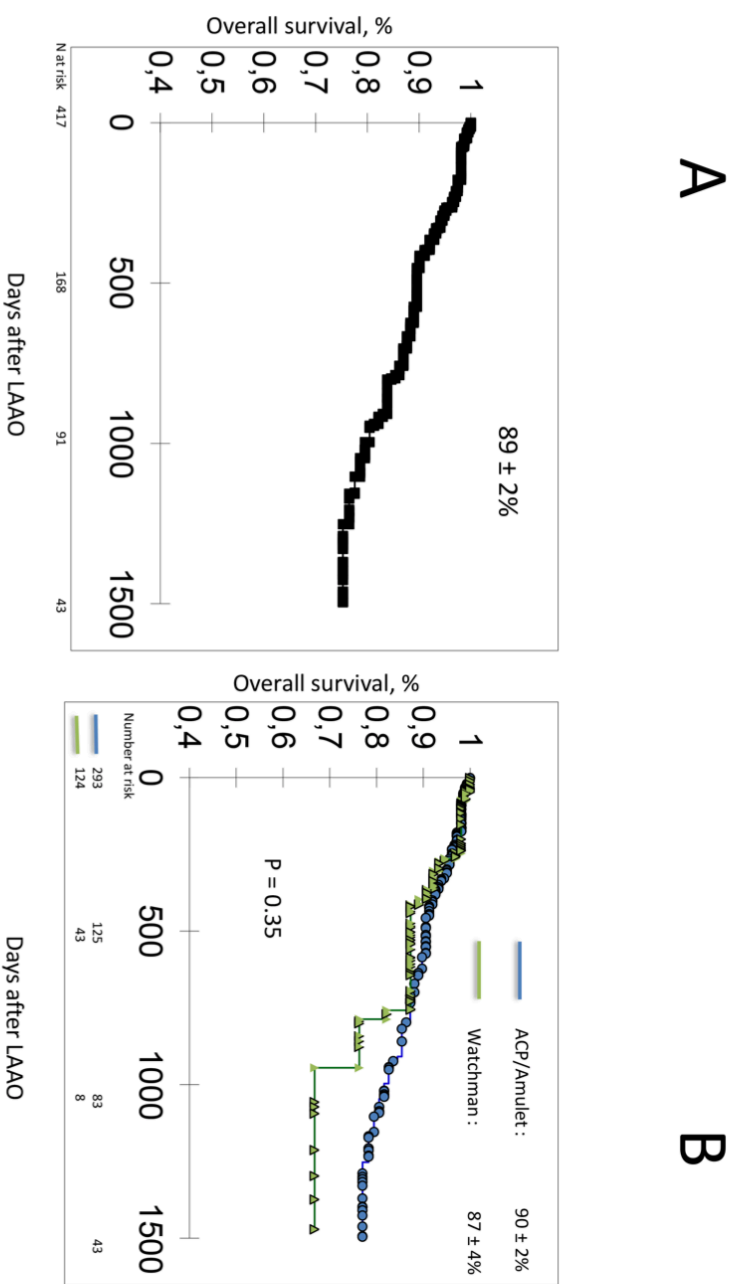 A
Overall survival, %
1
0,9
0,8
0,7
0,6
0,5
0,4
89 ± 2%
0 500 1000 1500
N at risk 417 168 91 43
Days after LAAO
B
Overall survival, %
1
0,9
0,8
0,7
0,6
0,5
0,4
ACP/Amulet : 90 ± 2%
Watchman : 87 ± 4%
P = 0.35
0 500 1000 1500
Number at risk
293 125 83 43
124 43 8
Days after LAAO